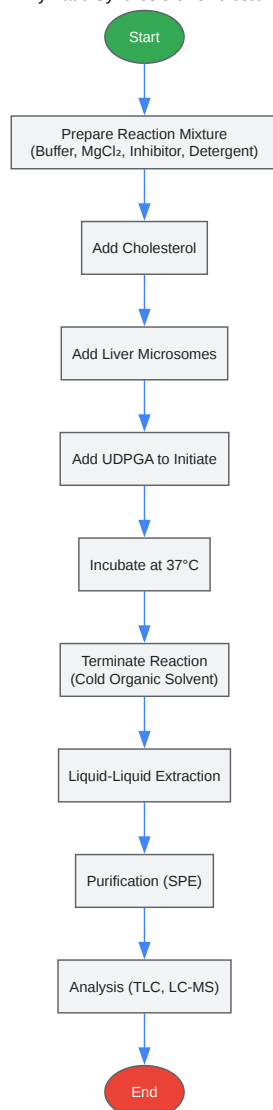 Start
Prepare Reaction Mixture
(Buffer, MgCl₂, Inhibitor, Detergent)
Add Cholesterol
Add Liver Microsomes
Add UDPGA to Initiate
Incubate at 37°C
Terminate Reaction
(Cold Organic Solvent)
Liquid-Liquid Extraction
Purification (SPE)
Analysis (TLC, LC-MS)
End